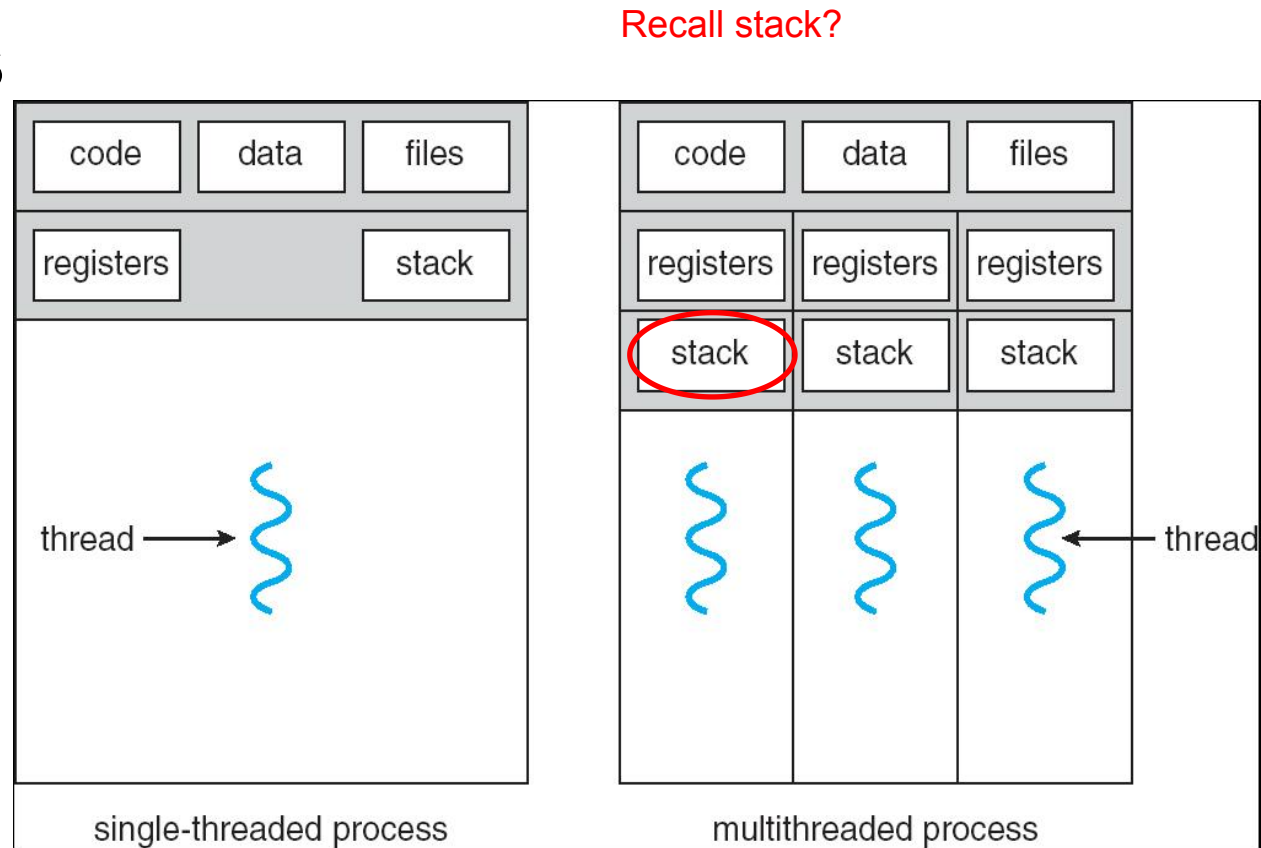 Recall stack?
code data files
registers stack
thread
single-threaded process
code data files
registers registers registers
stack stack stack
thread
multithreaded process